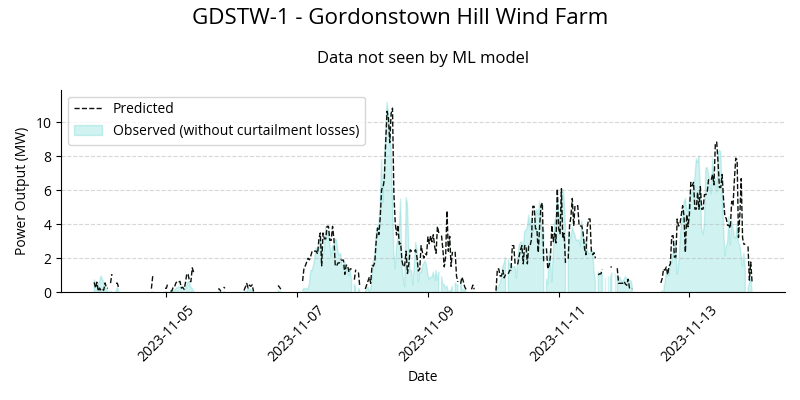 GDSTW-1 - Gordonstown Hill Wind Farm
Data not seen by ML model
Predicted
Observed (without curtailment losses)
Power Output (MW)
10
8
6
4
2
0
2023-11-05
2023-11-07
2023-11-09
2023-11-11
2023-11-13
Date